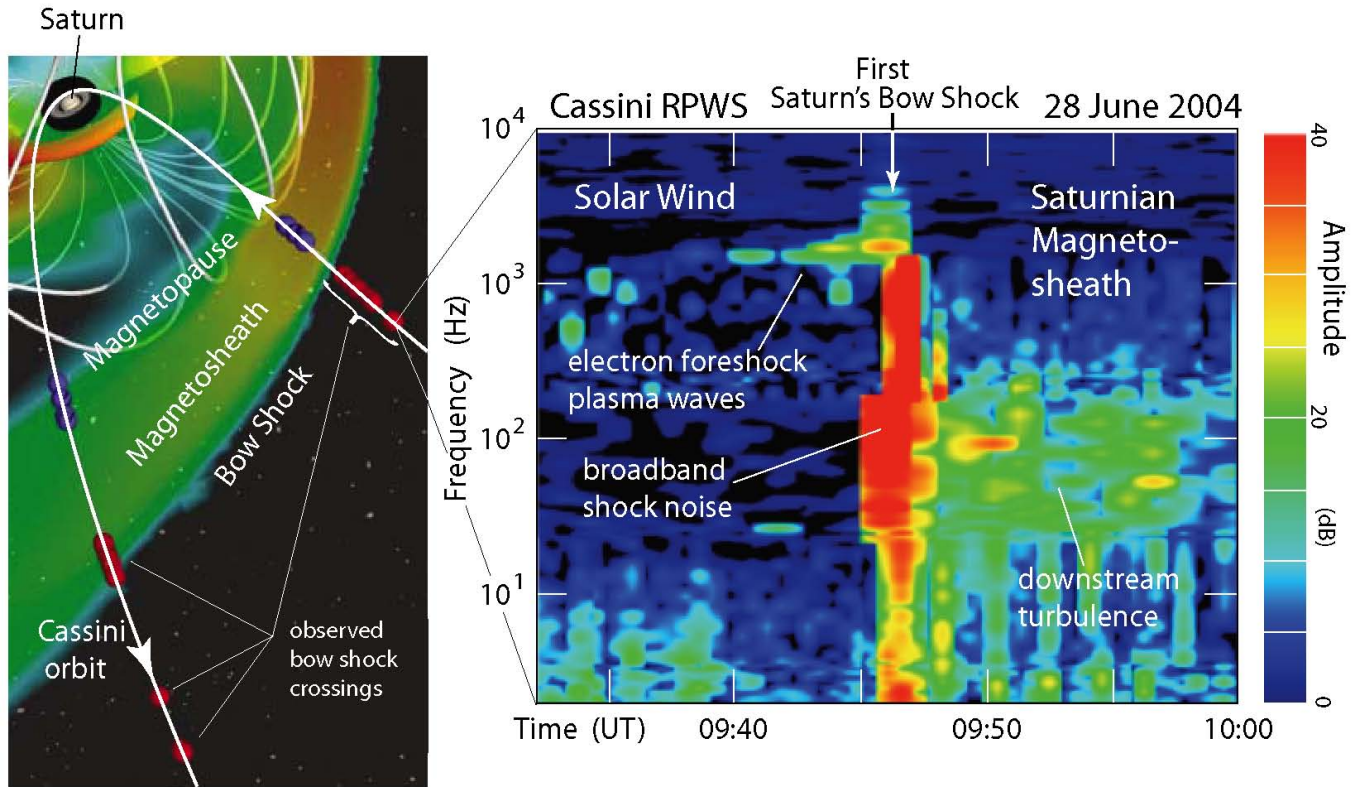 Saturn
Magnetopause
Magnetosheath
Bow Shock
Cassini
orbit
observed
bow shock
crossings
First
Saturn's Bow Shock
Cassini RPWS
28 June 2004
Solar Wind
Saturnian
Magneto-
sheath
electron foreshock
plasma waves
broadband
shock noise
downstream
turbulence
Frequency (Hz)
10⁴
10³
10²
10¹
Time (UT)
09:40
09:50
10:00
40
20
0
Amplitude
(dB)